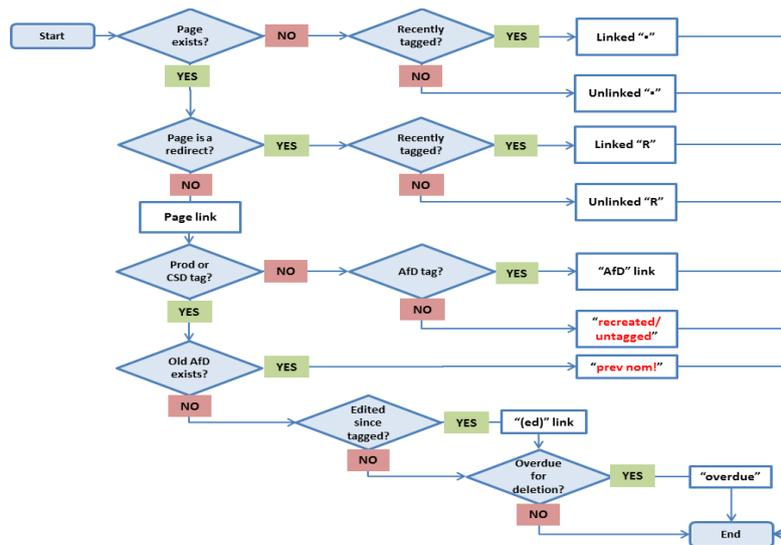 Start
Page
exists?
NO
Recently
tagged?
YES
Linked “•”
YES
NO
Unlinked “•”
Page is a
redirect?
YES
Recently
tagged?
YES
Linked “R”
NO
NO
Unlinked “R”
Page link
Prod or
CSD tag?
NO
AfD tag?
YES
“AfD” link
YES
NO
“recreated/
untagged”
Old AfD
exists?
YES
“prev nom!”
NO
Edited
since
tagged?
YES
“(ed)” link
NO
Overdue
for
deletion?
YES
“overdue”
NO
End